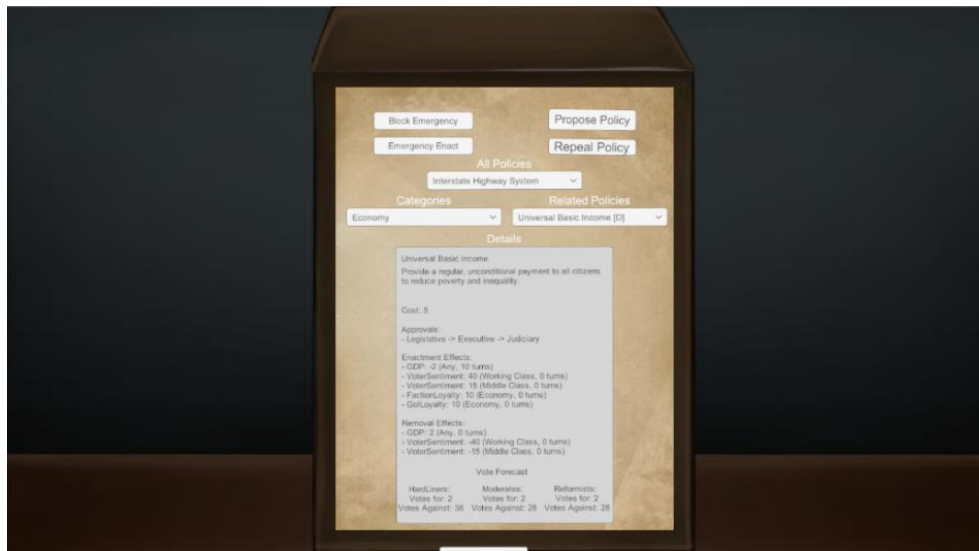 Block Emergency
Propose Policy
Emergency Enact
Repeal Policy
All Policies
Interstate Highway System
Categories
Related Policies
Economy
Universal Basic Income [D]
Details
Universal Basic Income
Provide a regular, unconditional payment to all citizens
to reduce poverty and inequality.
Cost: 5
Approvals:
- Legislative -> Executive -> Judiciary
Enactment Effects:
- GDP: -2 (Any, 10 turns)
- VoterSentiment: 40 (Working Class, 0 turns)
- VoterSentiment: 15 (Middle Class, 0 turns)
- FactionLoyalty: 10 (Economy, 0 turns)
- GoILoyalty: 10 (Economy, 0 turns)
Removal Effects:
- GDP: 2 (Any, 0 turns)
- VoterSentiment: -40 (Working Class, 0 turns)
- VoterSentiment: -15 (Middle Class, 0 turns)
Vote Forecast
HardLiners: Moderates: Reformists:
Votes for: 2 Votes for: 2 Votes for: 2
Votes Against: 38 Votes Against: 28 Votes Against: 28